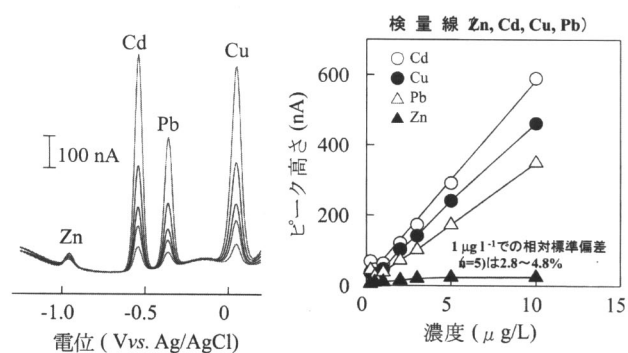 Cd
Cu
Pb
100 nA
Zn
-1.0
-0.5
0
電位 ( Vvs. Ag/AgCl)
検量線 (Zn, Cd, Cu, Pb)
Cd
Cu
Pb
Zn
ピーク高さ (nA)
600
400
200
0
1 μg l⁻¹での相対標準偏差
(n=5)は2.8～4.8%
0
5
10
15
濃度 ( μ g/L)